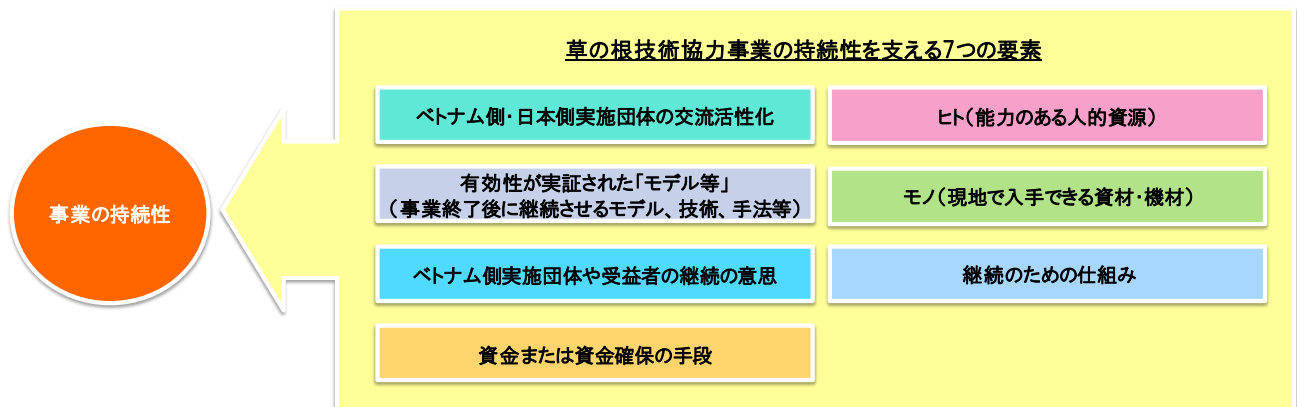 草の根技術協力事業の持続性を支える7つの要素
ベトナム側・日本側実施団体の交流活性化
ヒト(能力のある人的資源)
有効性が実証された「モデル等」
(事業終了後に継続させるモデル、技術、手法等)
モノ(現地で入手できる資材・機材)
事業の持続性
ベトナム側実施団体や受益者の継続の意思
継続のための仕組み
資金または資金確保の手段